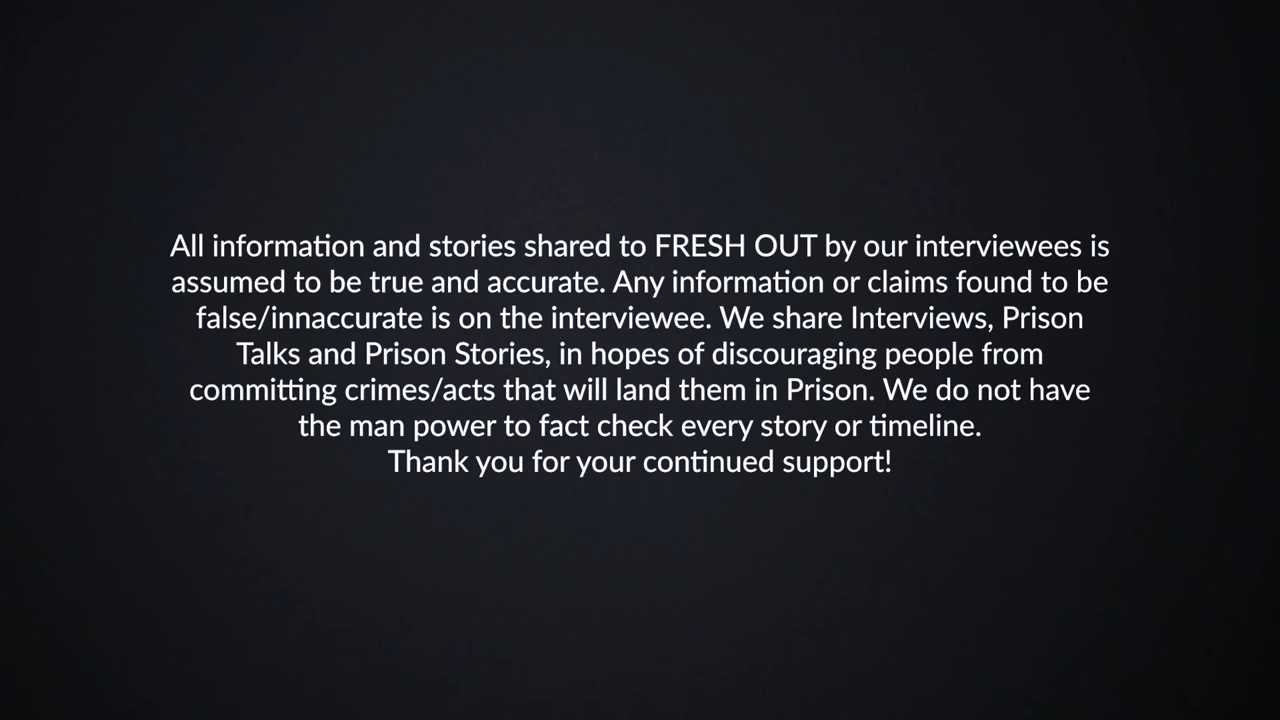 All information and stories shared to FRESH OUT by our interviewees is
assumed to be true and accurate. Any information or claims found to be
false/innaccurate is on the interviewee. We share Interviews, Prison
Talks and Prison Stories, in hopes of discouraging people from
committing crimes/acts that will land them in Prison. We do not have
the man power to fact check every story or timeline.
Thank you for your continued support!